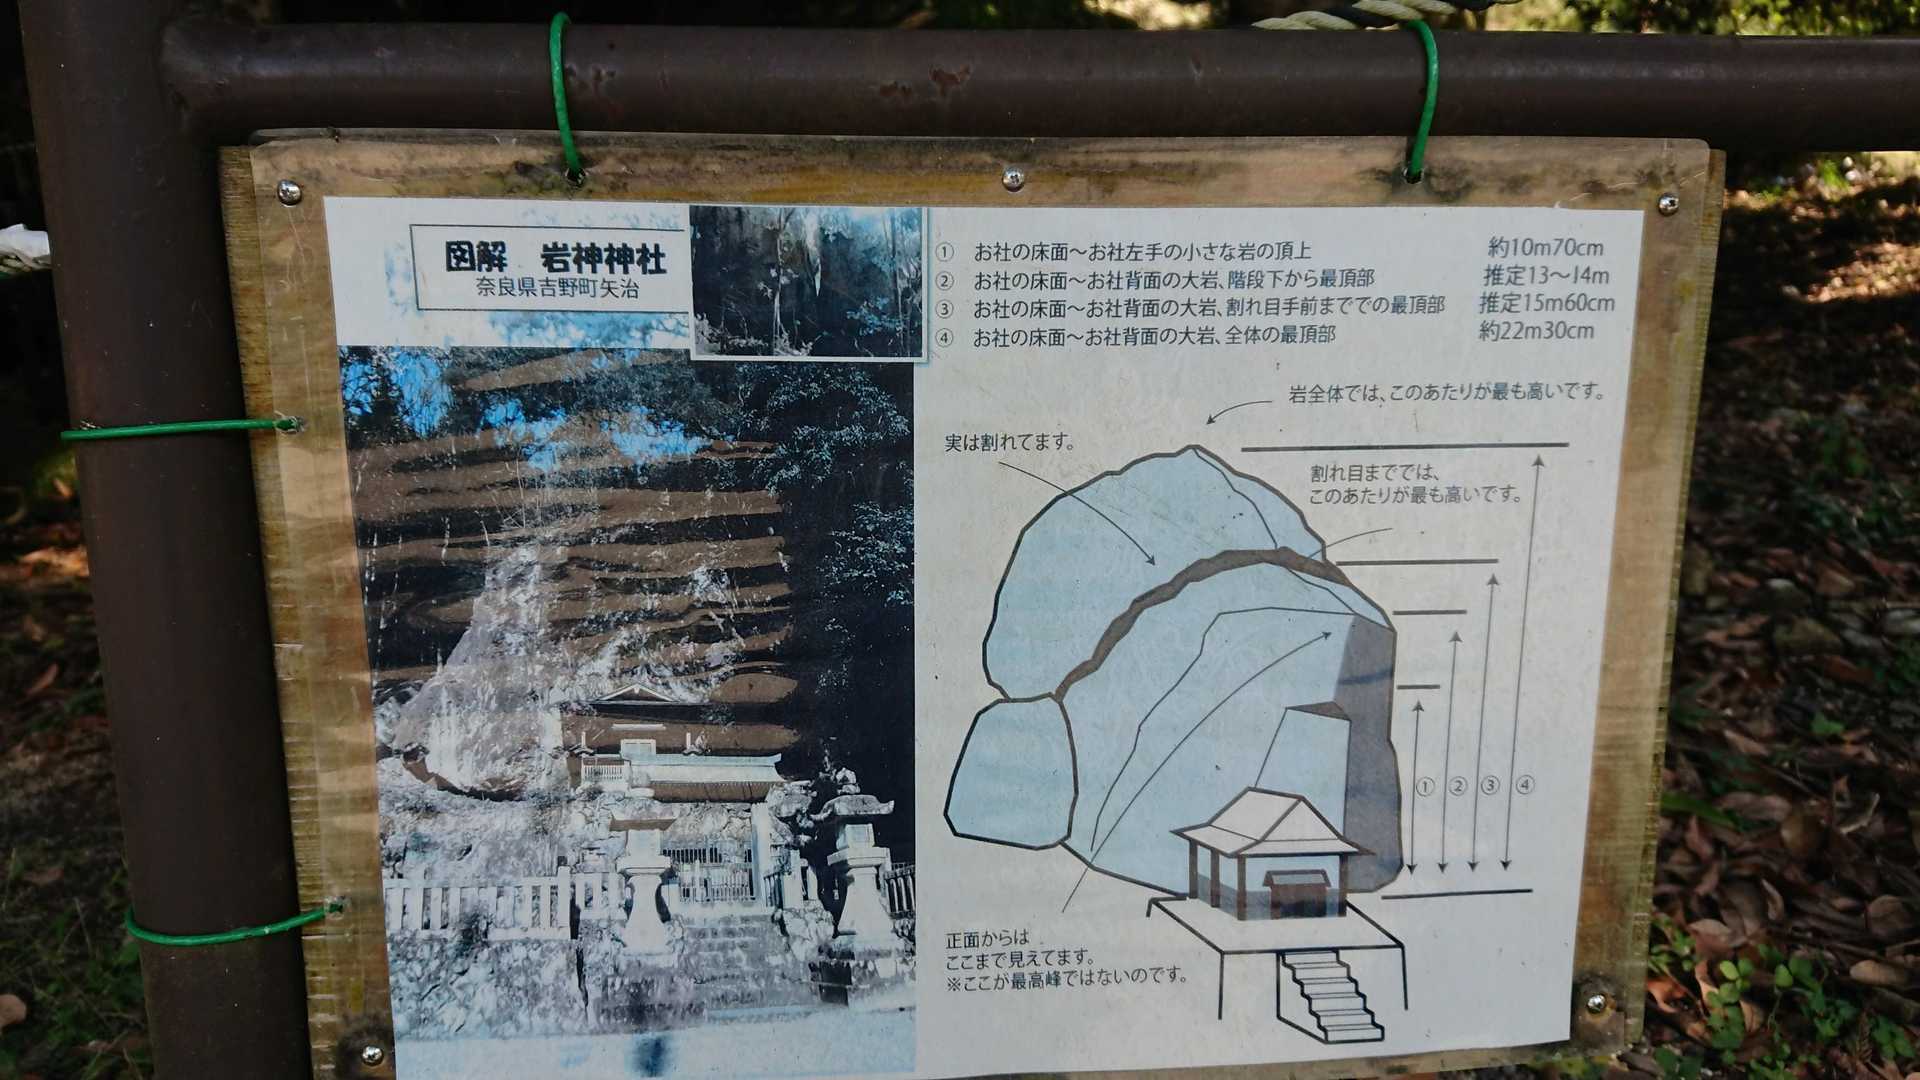 図解　岩神神社
奈良県吉野町矢治
①　お社の床面～お社左手の小さな岩の頂上　約10m70cm
②　お社の床面～お社背面の大岩、階段下から最頂部　推定13～14m
③　お社の床面～お社背面の大岩、割れ目手前まででの最頂部　推定15m60cm
④　お社の床面～お社背面の大岩、全体の最頂部　約22m30cm
岩全体では、このあたりが最も高いです。
実は割れてます。
割れ目まででは、
このあたりが最も高いです。
① ② ③ ④
正面からは
ここまで見えてます。
※ここが最高峰ではないのです。